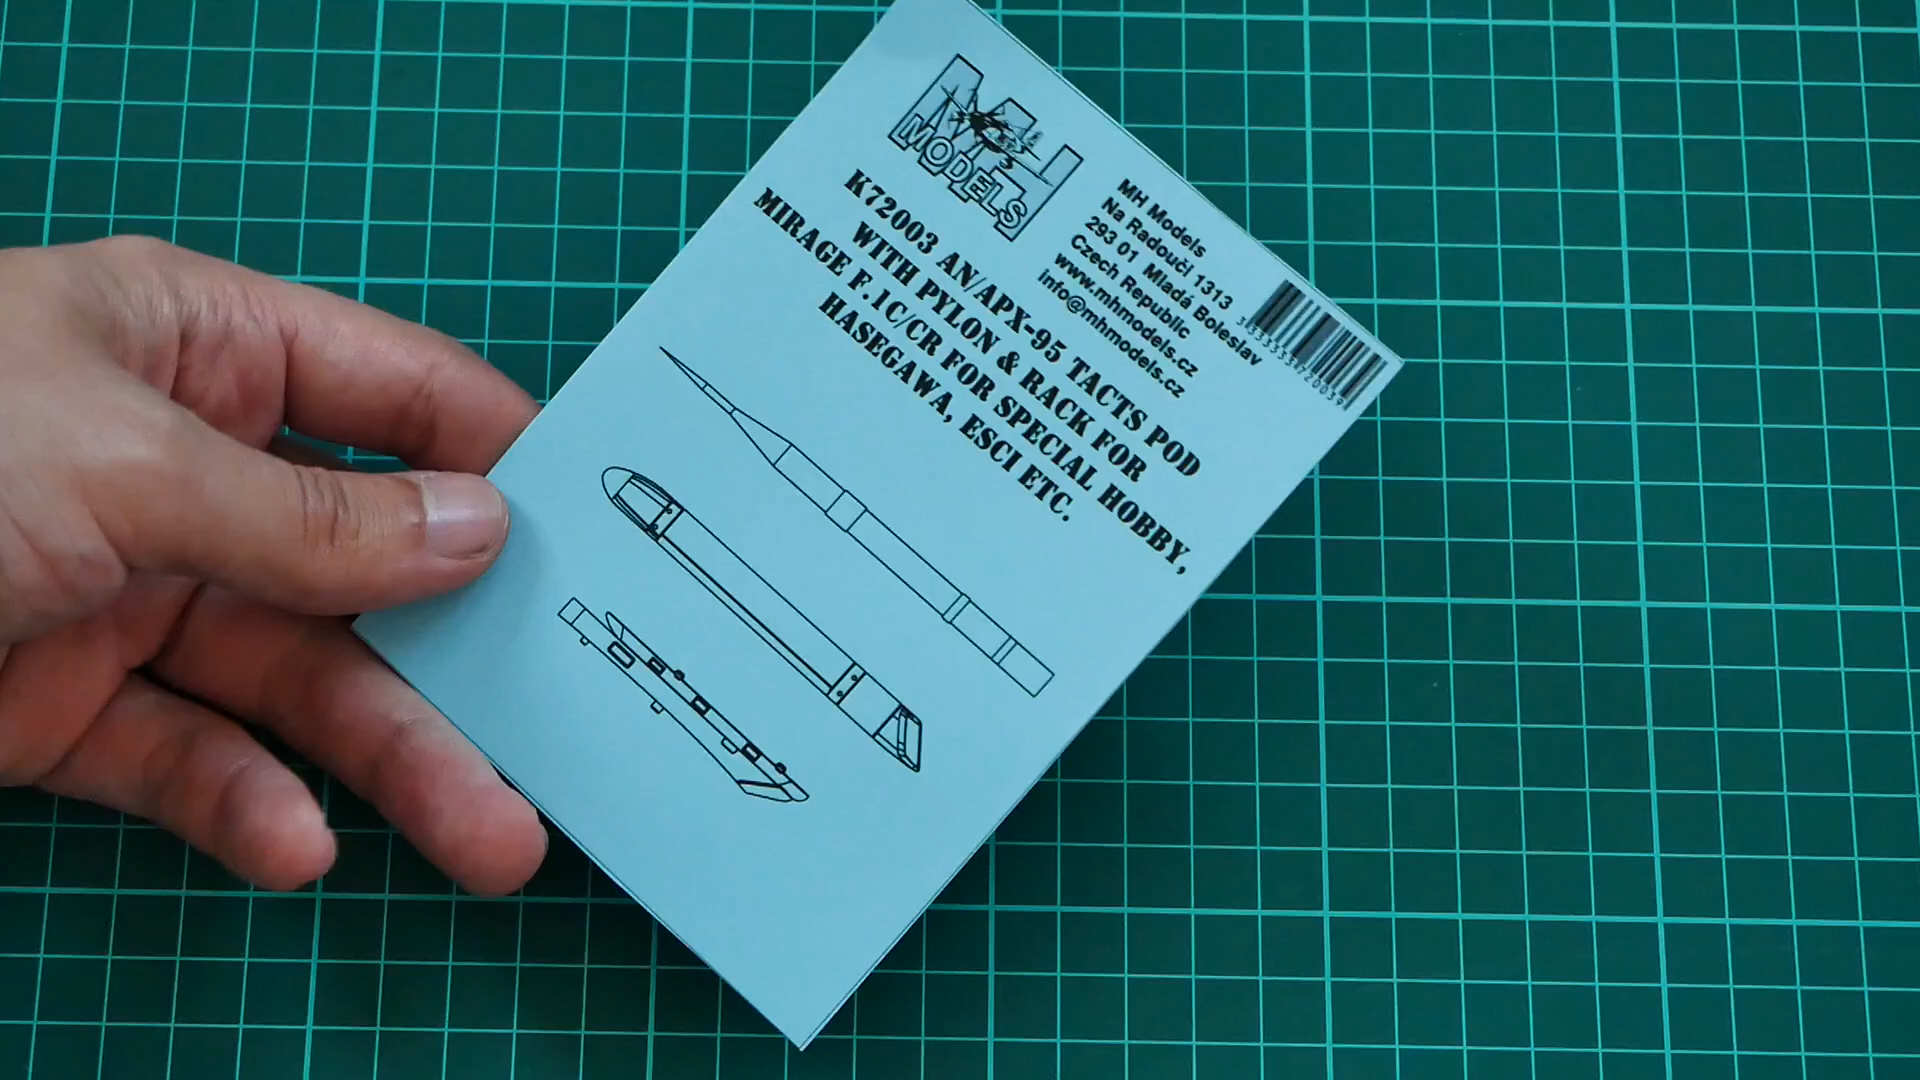 MH
MODELS
MH Models
Na Radouči 1313
293 01 Mladá Boleslav
Czech Republic
www.mhmodels.cz
info@mhmodels.cz
K72003 AN/APX-95 TACTS POD
WITH PYLON & RACK FOR
MIRAGE F.1C/CR FOR SPECIAL HOBBY,
HASEGAWA, ESCI ETC.